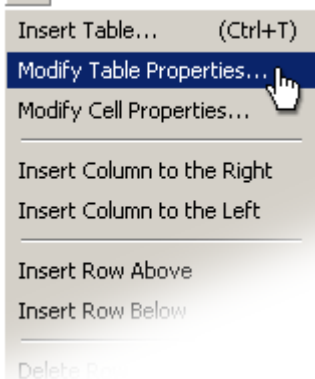 Insert Table... (Ctrl+T)
Modify Table Properties...
Modify Cell Properties...
Insert Column to the Right
Insert Column to the Left
Insert Row Above
Insert Row Below
Delete